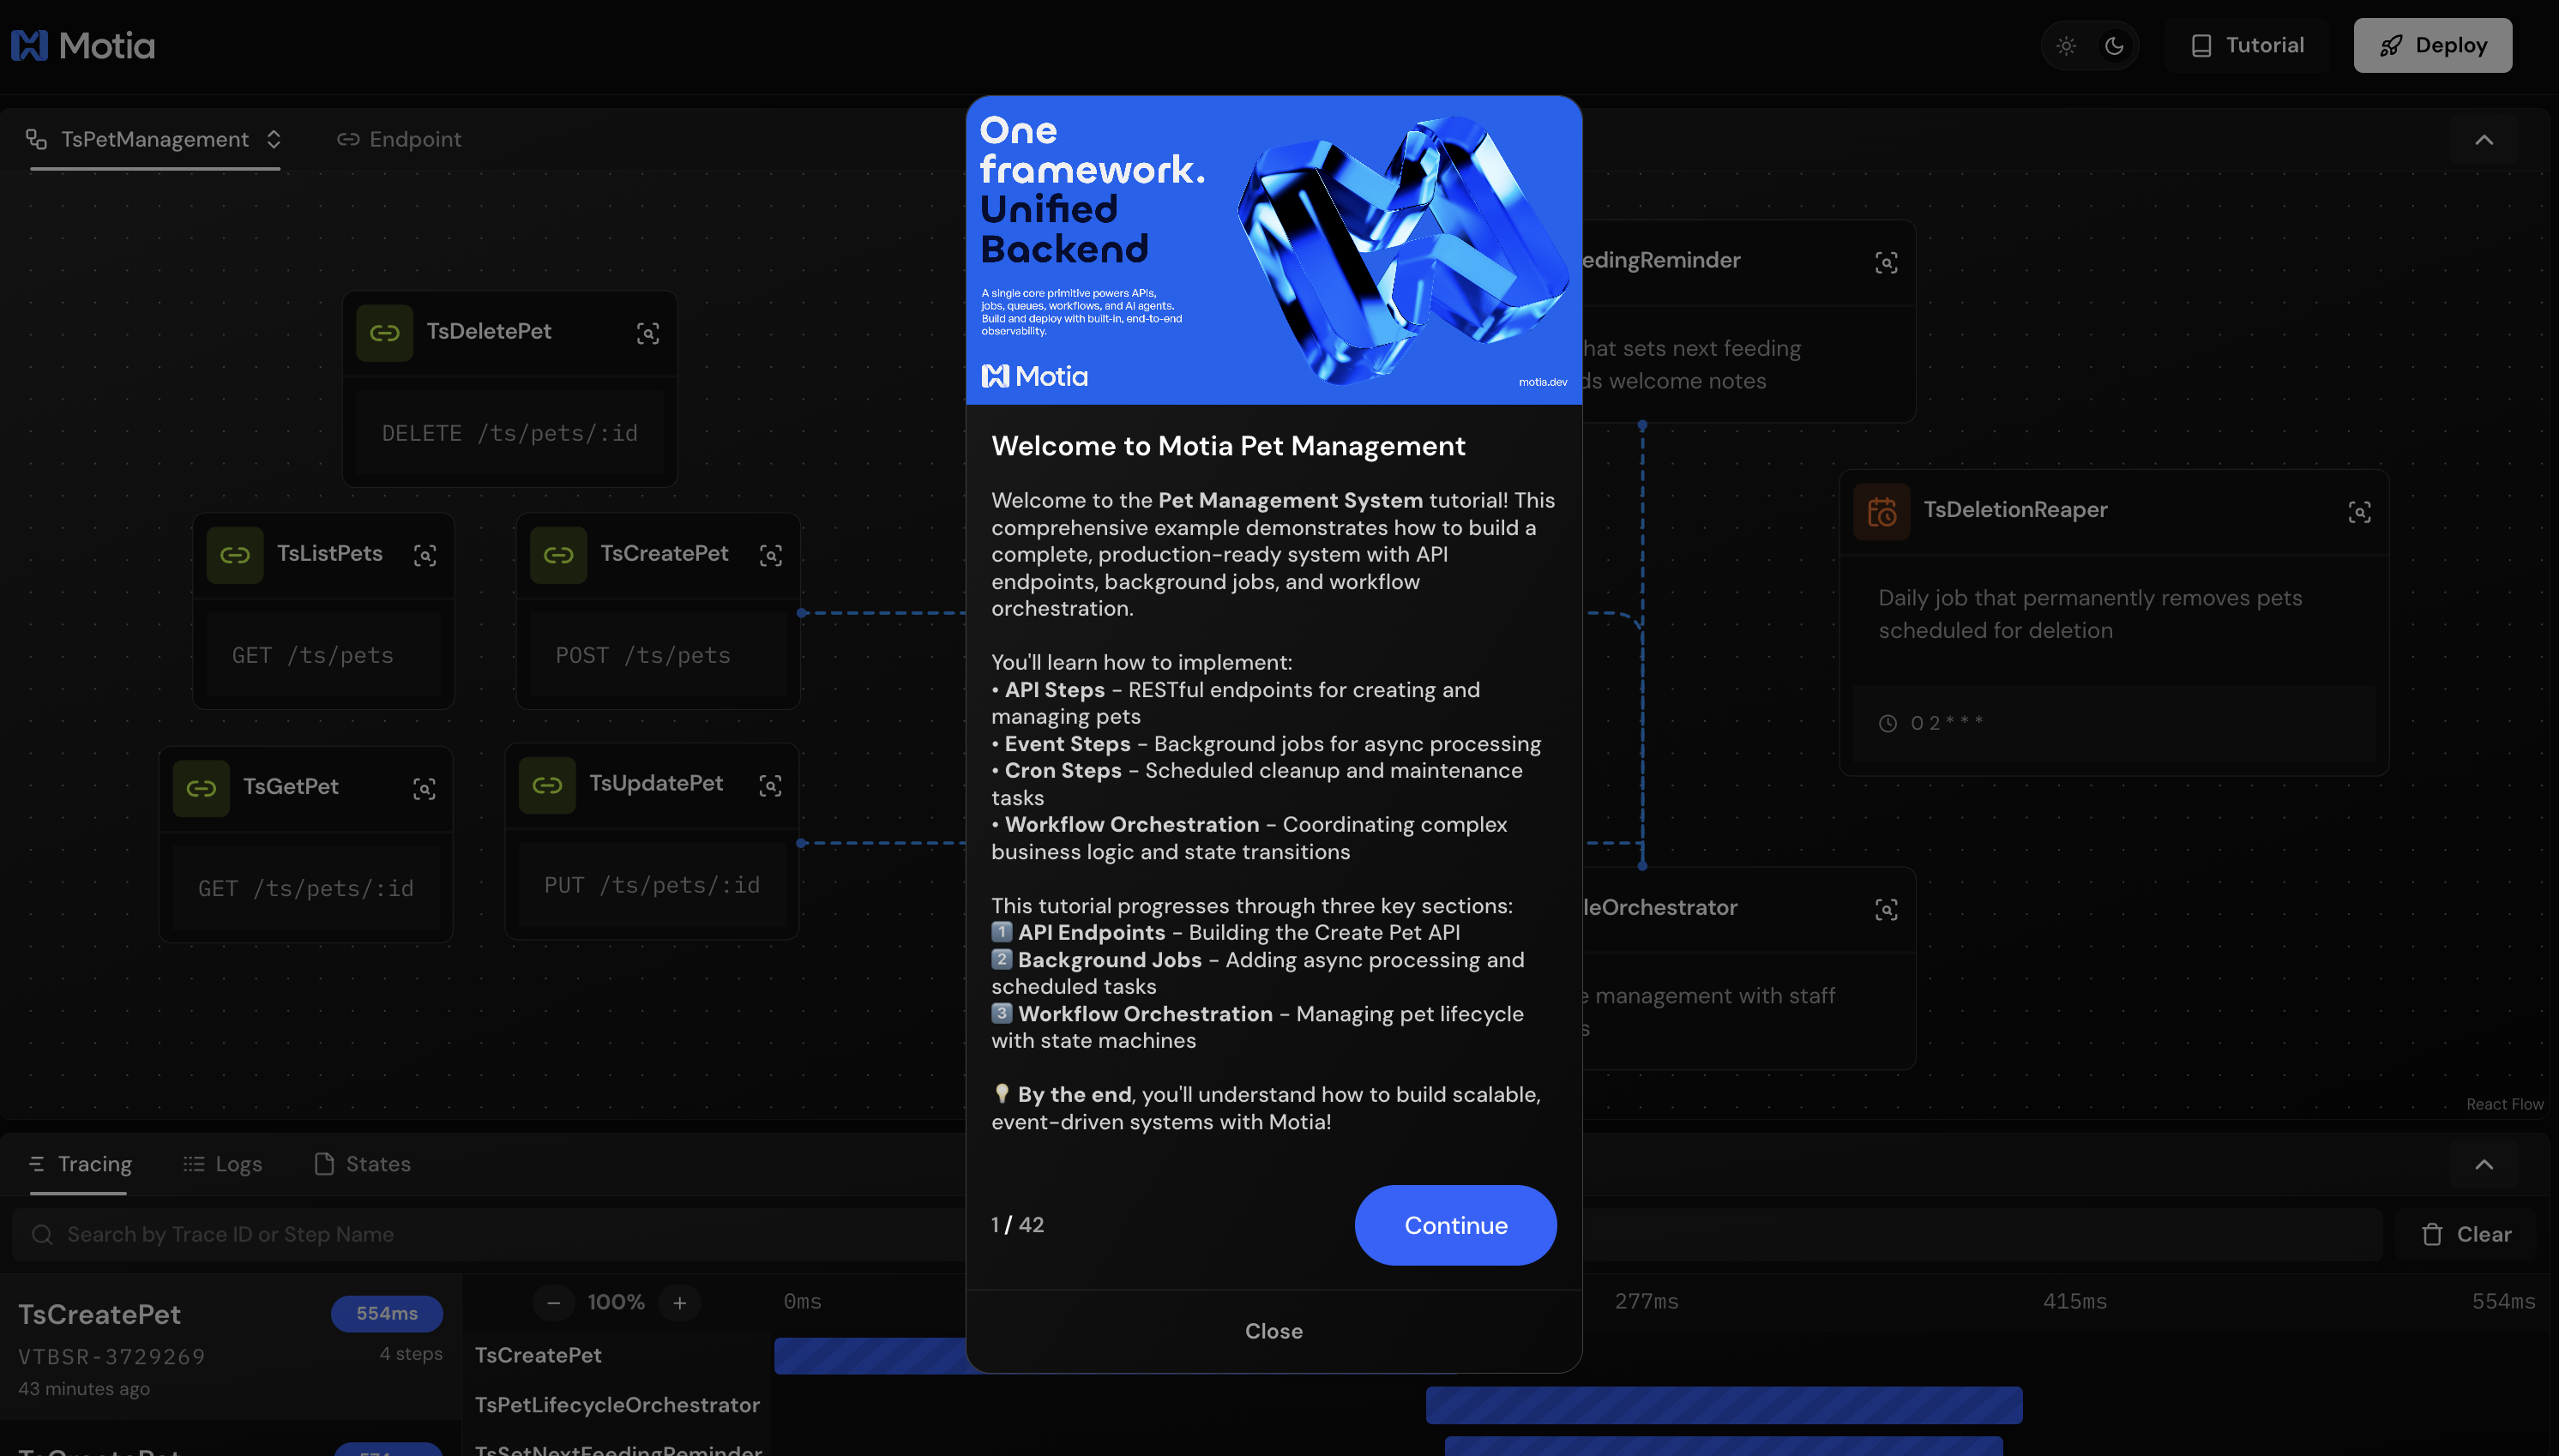 Motia
Tutorial
Deploy
TsPetManagement
Endpoint
TsDeletePet
DELETE /ts/pets/:id
TsListPets
GET /ts/pets
TsCreatePet
POST /ts/pets
TsGetPet
GET /ts/pets/:id
TsUpdatePet
PUT /ts/pets/:id
One
framework.
Unified
Backend
A single core primitive powers APIs,
jobs, queues, workflows, and AI agents.
Build and deploy with built-in, end-to-end
observability.
Motia
motia.dev
Welcome to Motia Pet Management
Welcome to the Pet Management System tutorial! This
comprehensive example demonstrates how to build a
complete, production-ready system with API
endpoints, background jobs, and workflow
orchestration.
You'll learn how to implement:
• API Steps - RESTful endpoints for creating and
managing pets
• Event Steps - Background jobs for async processing
• Cron Steps - Scheduled cleanup and maintenance
tasks
• Workflow Orchestration - Coordinating complex
business logic and state transitions
This tutorial progresses through three key sections:
1 API Endpoints - Building the Create Pet API
2 Background Jobs - Adding async processing and
scheduled tasks
3 Workflow Orchestration - Managing pet lifecycle
with state machines
💡 By the end, you'll understand how to build scalable,
event-driven systems with Motia!
1 / 42
Continue
Close
edingReminder
hat sets next feeding
ds welcome notes
TsDeletionReaper
Daily job that permanently removes pets
scheduled for deletion
0 2 * * *
leOrchestrator
e management with staff
s
React Flow
Tracing
Logs
States
Search by Trace ID or Step Name
Clear
TsCreatePet
554ms
VTBSR-3729269
4 steps
43 minutes ago
100%
0ms
277ms
415ms
554ms
TsCreatePet
TsPetLifecycleOrchestrator
TsSetNextFeedingReminder
TsCreatePet